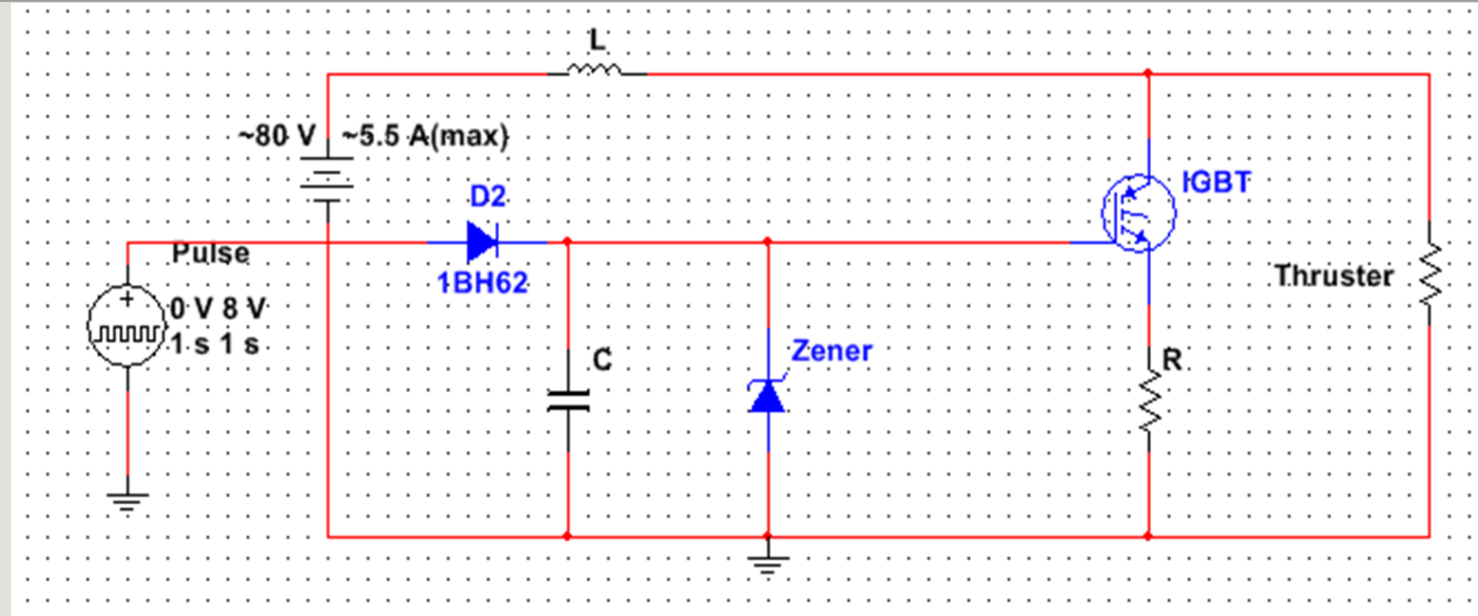 L
~80 V ~5.5 A(max)
D2
IGBT
Pulse
1BH62
Thruster
+
0 V 8 V
1 s 1 s
Zener
C
R